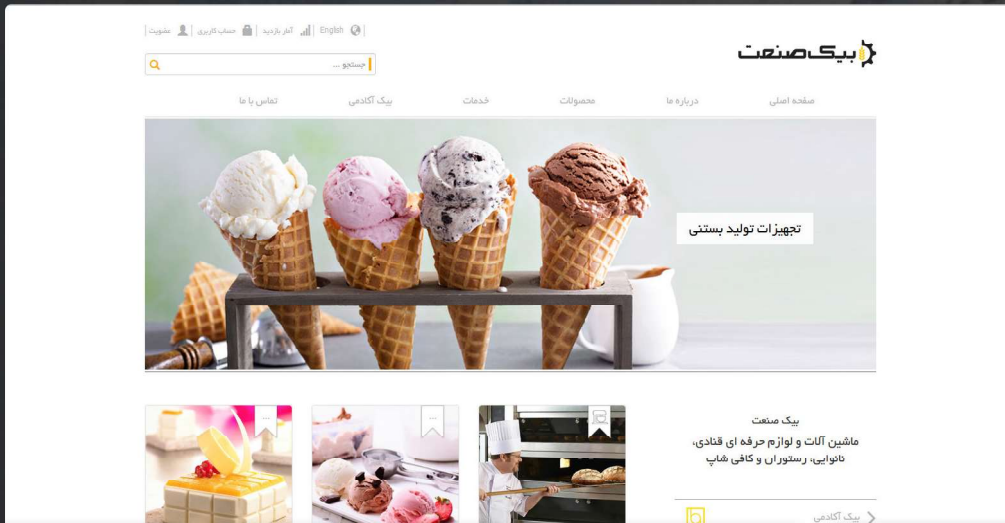 عضویت
حساب کاربری
آمار بازدید
English
بیک صنعت
جستجو ...
صفحه اصلی
درباره ما
محصولات
خدمات
بیک آکادمی
تماس با ما
تجهیزات تولید بستنی
بیک صنعت
ماشین آلات و لوازم حرفه ای قنادی،
نانوایی، رستوران و کافی شاپ
بیک آکادمی